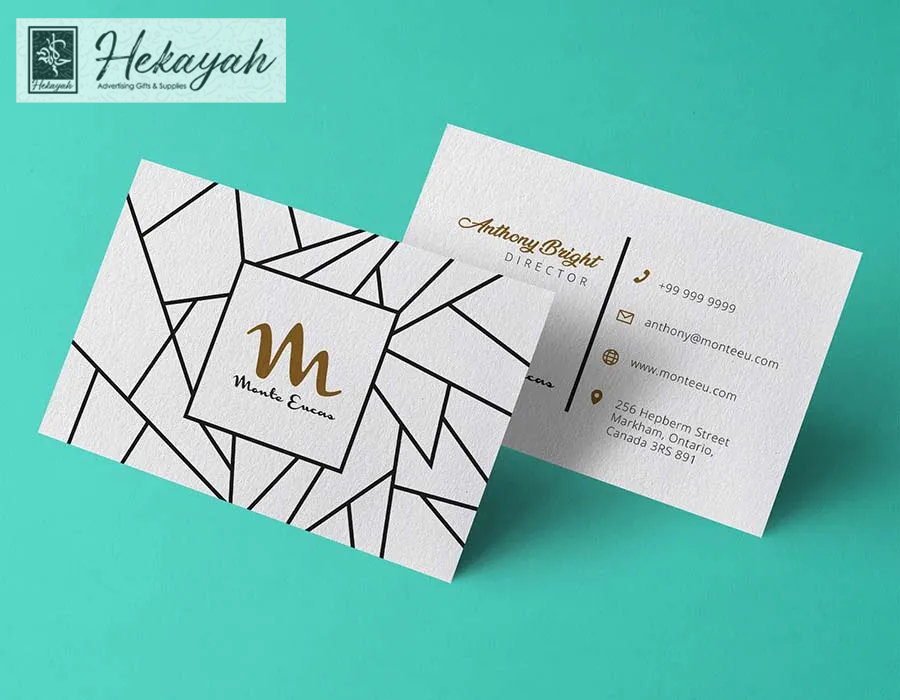 Hekayah
Hekayah
Advertising Gifts & Supplies
M
Monte Eucas
Anthony Bright
DIRECTOR
+99 999 9999
anthony@monteeu.com
www.monteeu.com
256 Hepberm Street
Markham, Ontario,
Canada 3RS 891